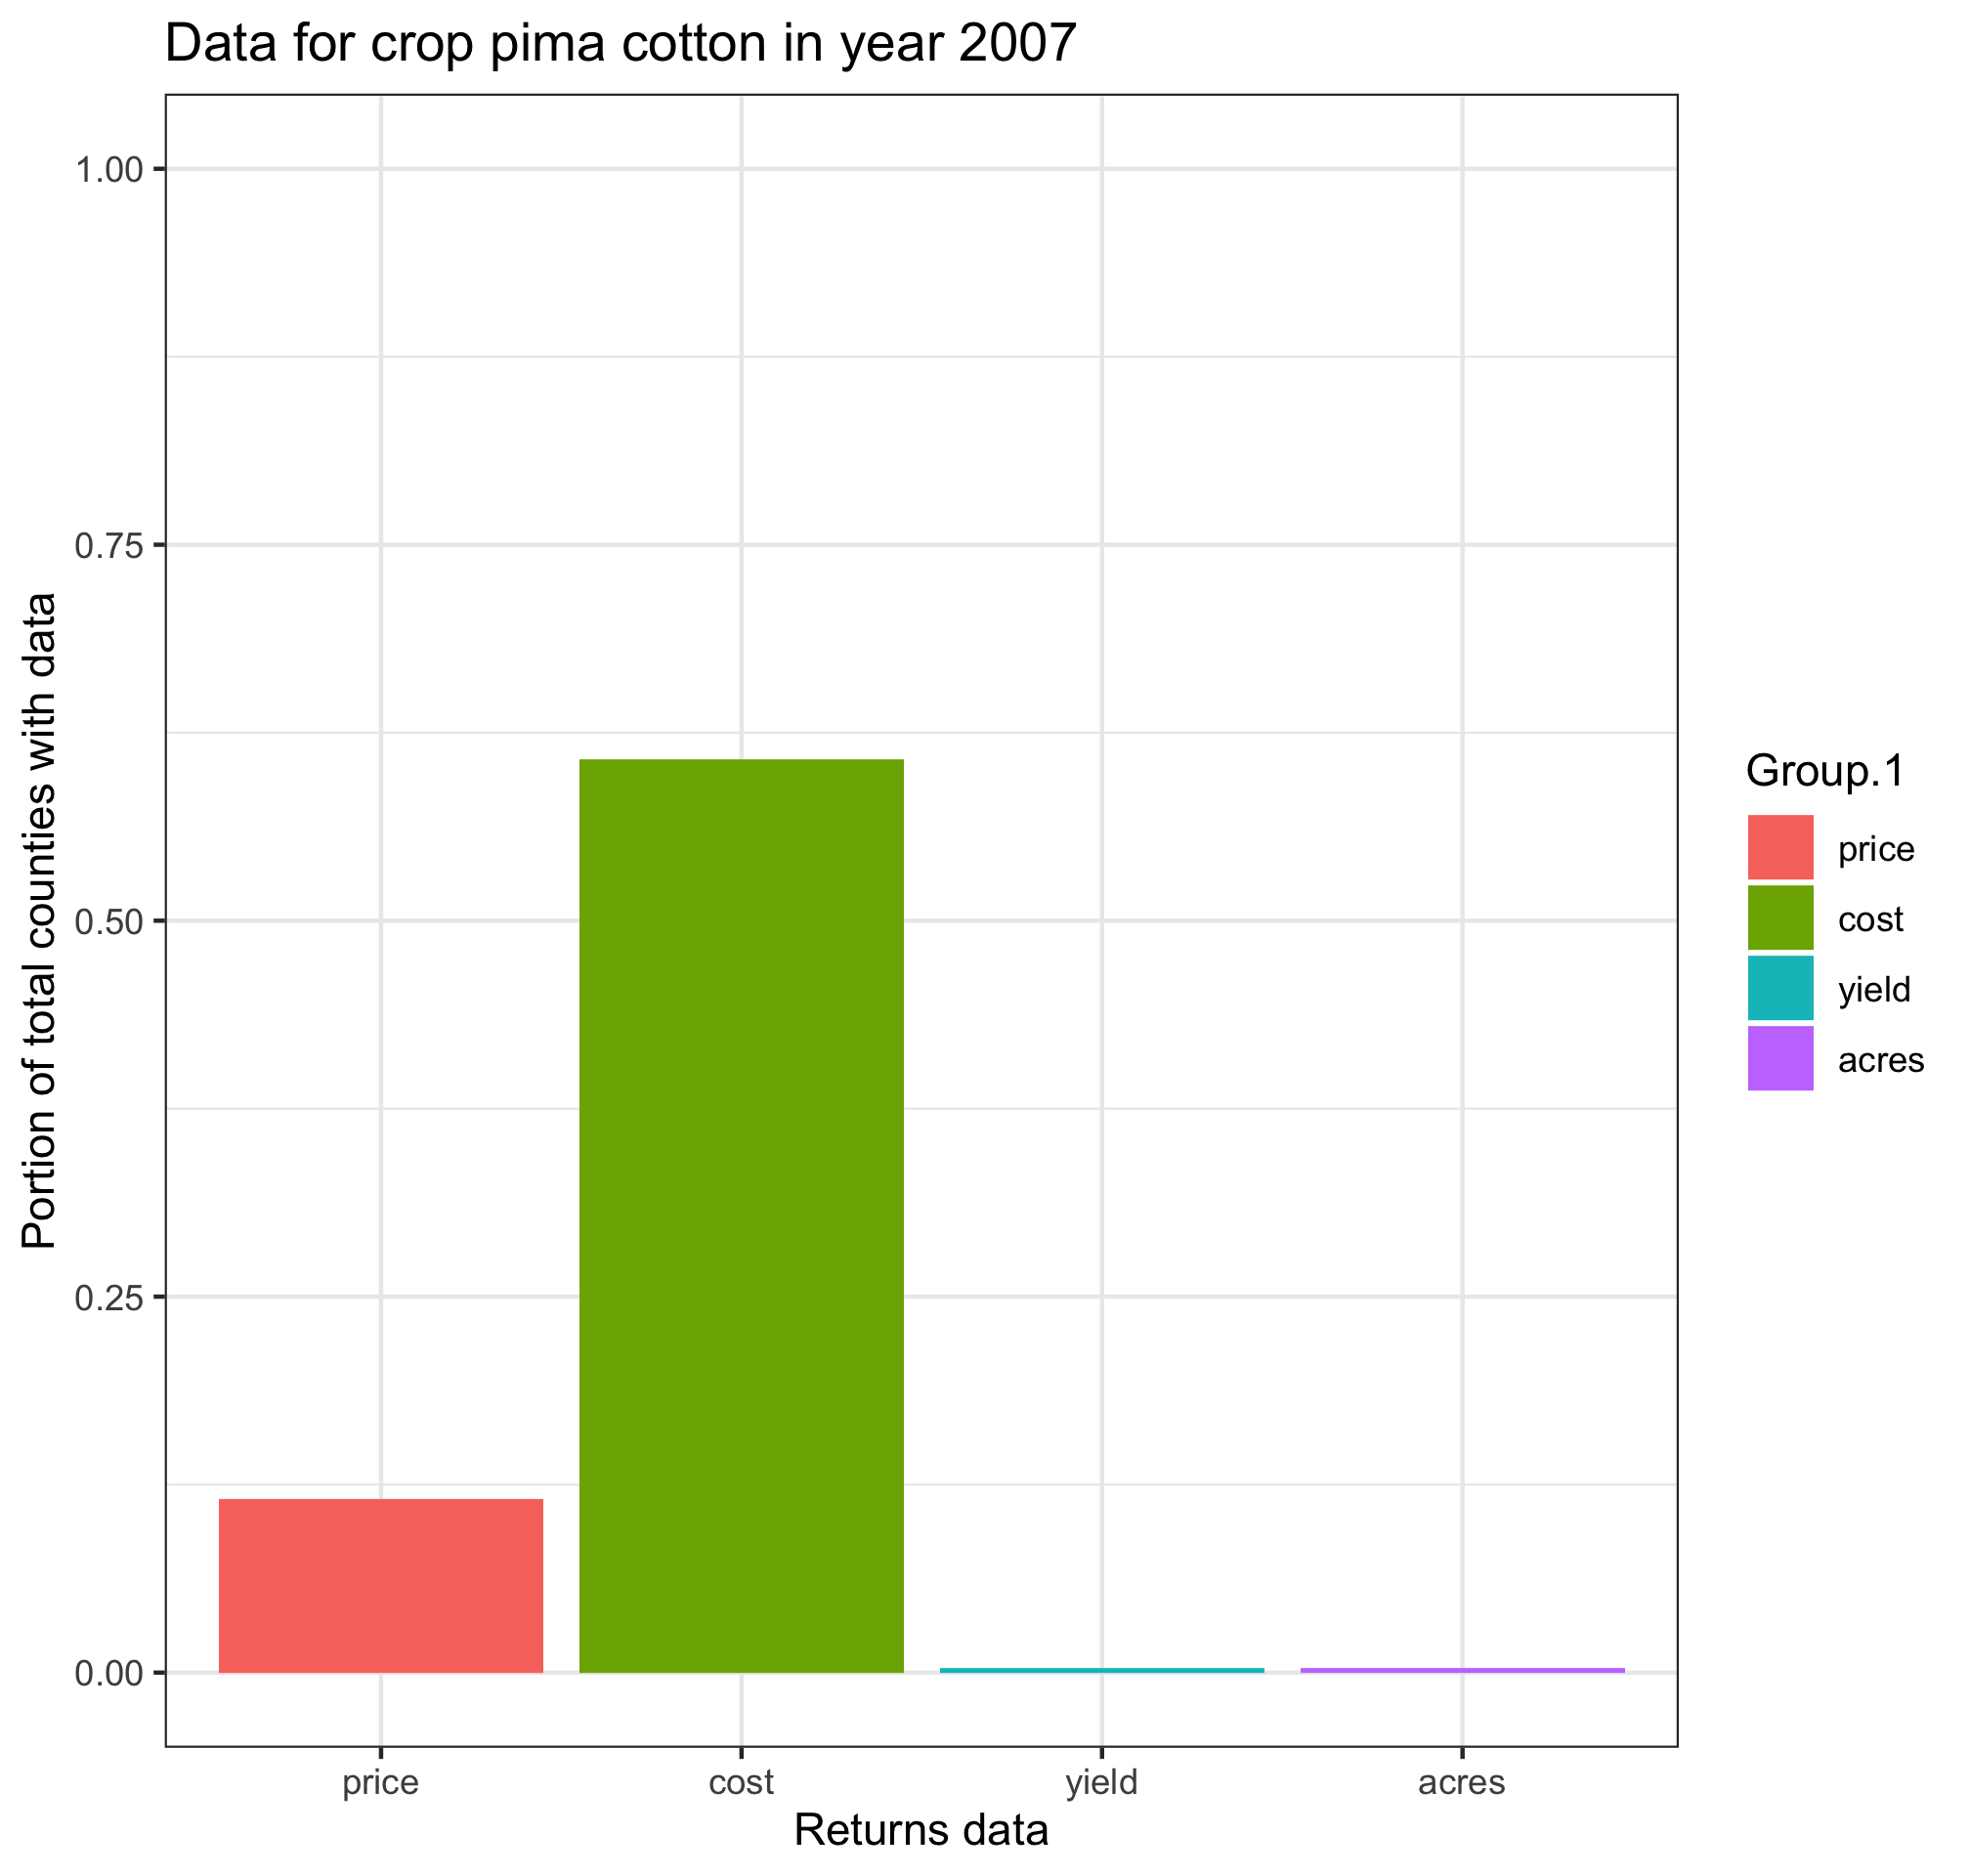 Data for crop pima cotton in year 2007
Portion of total counties with data
1.00
0.75
0.50
0.25
0.00
price
cost
yield
acres
Returns data
Group.1
price
cost
yield
acres